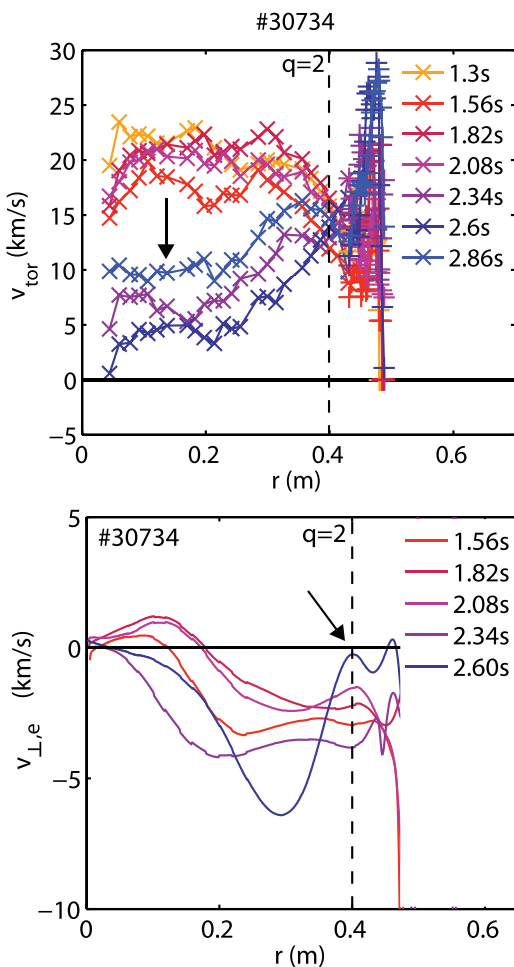 #30734
30
25
20
15
10
5
0
−5
v_tor (km/s)
q=2
1.3s
1.56s
1.82s
2.08s
2.34s
2.6s
2.86s
0
0.2
0.4
0.6
r (m)
#30734
q=2
5
0
−5
−10
v_⊥,e (km/s)
1.56s
1.82s
2.08s
2.34s
2.60s
0
0.2
0.4
0.6
r (m)